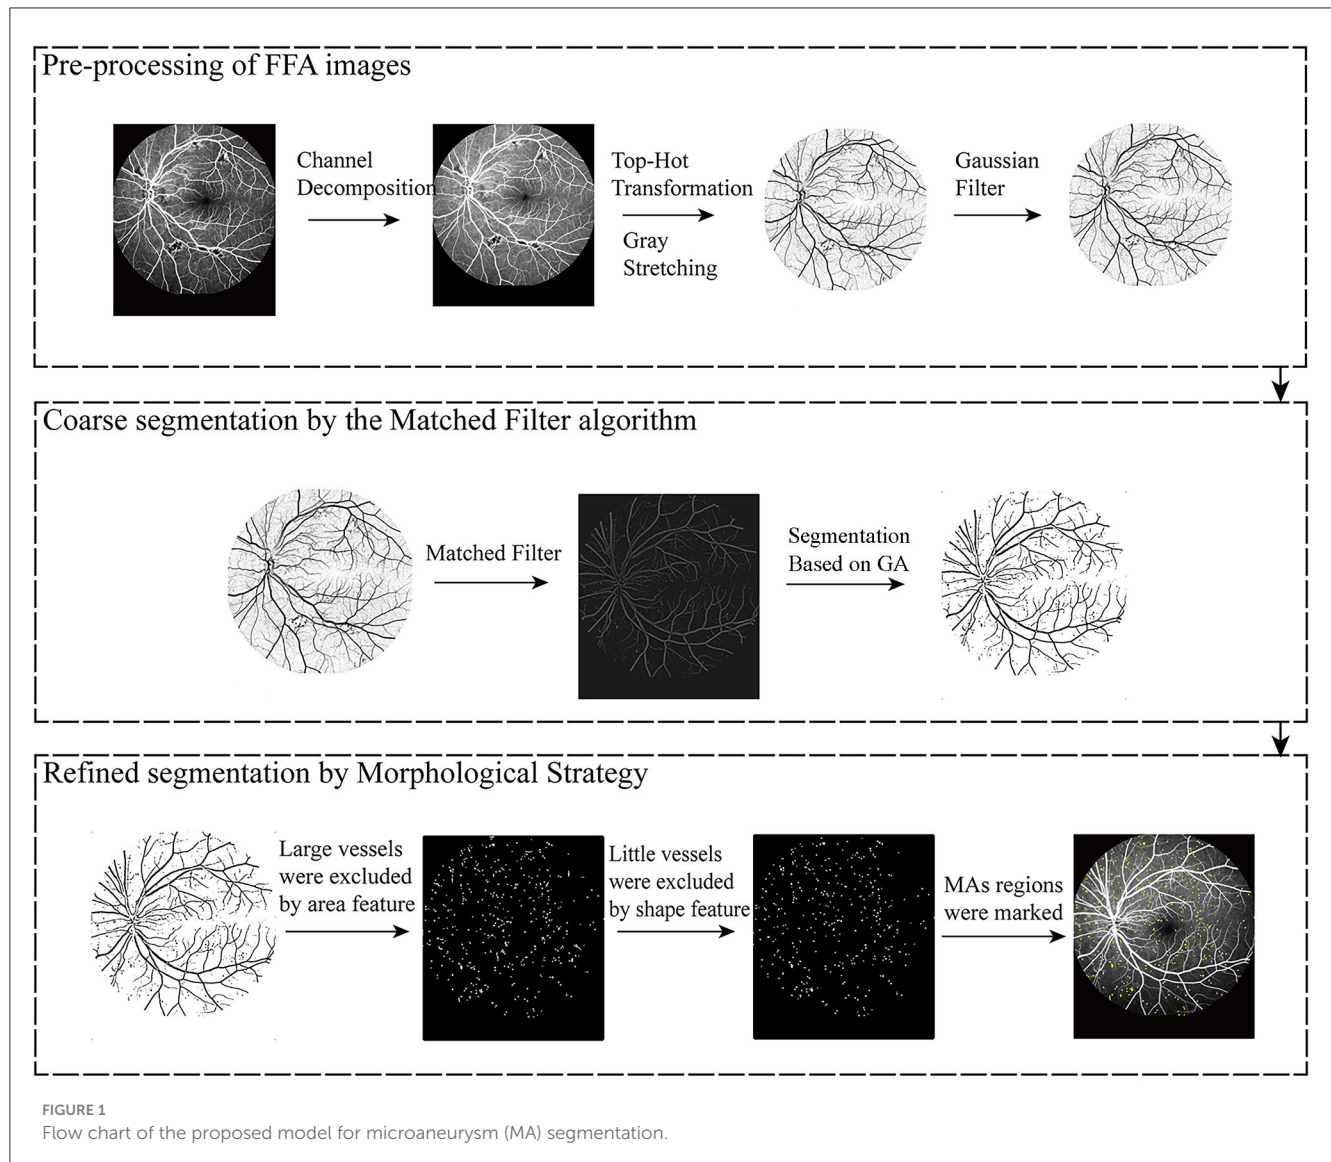 Pre-processing of FFA images
Channel
Decomposition
Top-Hot
Transformation
Gray
Stretching
Gaussian
Filter
Coarse segmentation by the Matched Filter algorithm
Matched Filter
Segmentation
Based on GA
Refined segmentation by Morphological Strategy
Large vessels
were excluded
by area feature
Little vessels
were excluded
by shape feature
MAs regions
were marked
FIGURE 1
Flow chart of the proposed model for microaneurysm (MA) segmentation.